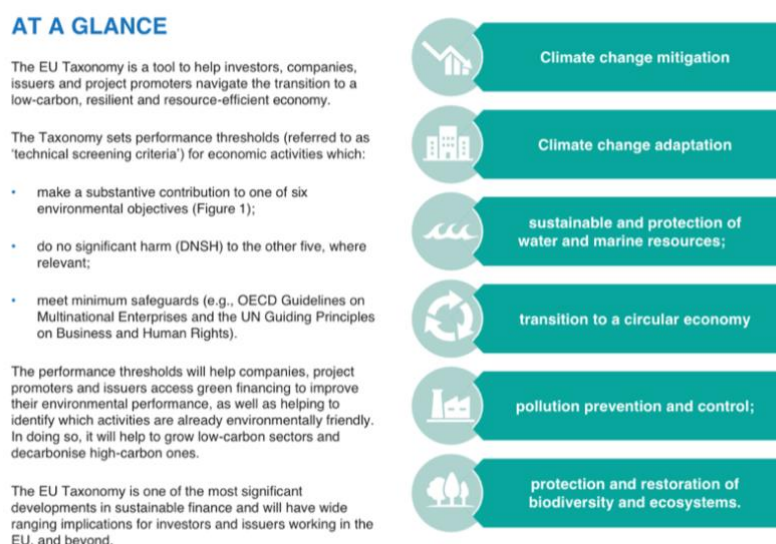 AT A GLANCE
The EU Taxonomy is a tool to help investors, companies,
issuers and project promoters navigate the transition to a
low-carbon, resilient and resource-efficient economy.
The Taxonomy sets performance thresholds (referred to as
'technical screening criteria') for economic activities which:
• make a substantive contribution to one of six
environmental objectives (Figure 1);
• do no significant harm (DNSH) to the other five, where
relevant;
• meet minimum safeguards (e.g., OECD Guidelines on
Multinational Enterprises and the UN Guiding Principles
on Business and Human Rights).
The performance thresholds will help companies, project
promoters and issuers access green financing to improve
their environmental performance, as well as helping to
identify which activities are already environmentally friendly.
In doing so, it will help to grow low-carbon sectors and
decarbonise high-carbon ones.
The EU Taxonomy is one of the most significant
developments in sustainable finance and will have wide
ranging implications for investors and issuers working in the
EU, and beyond.
Climate change mitigation
Climate change adaptation
sustainable and protection of
water and marine resources;
transition to a circular economy
pollution prevention and control;
protection and restoration of
biodiversity and ecosystems.